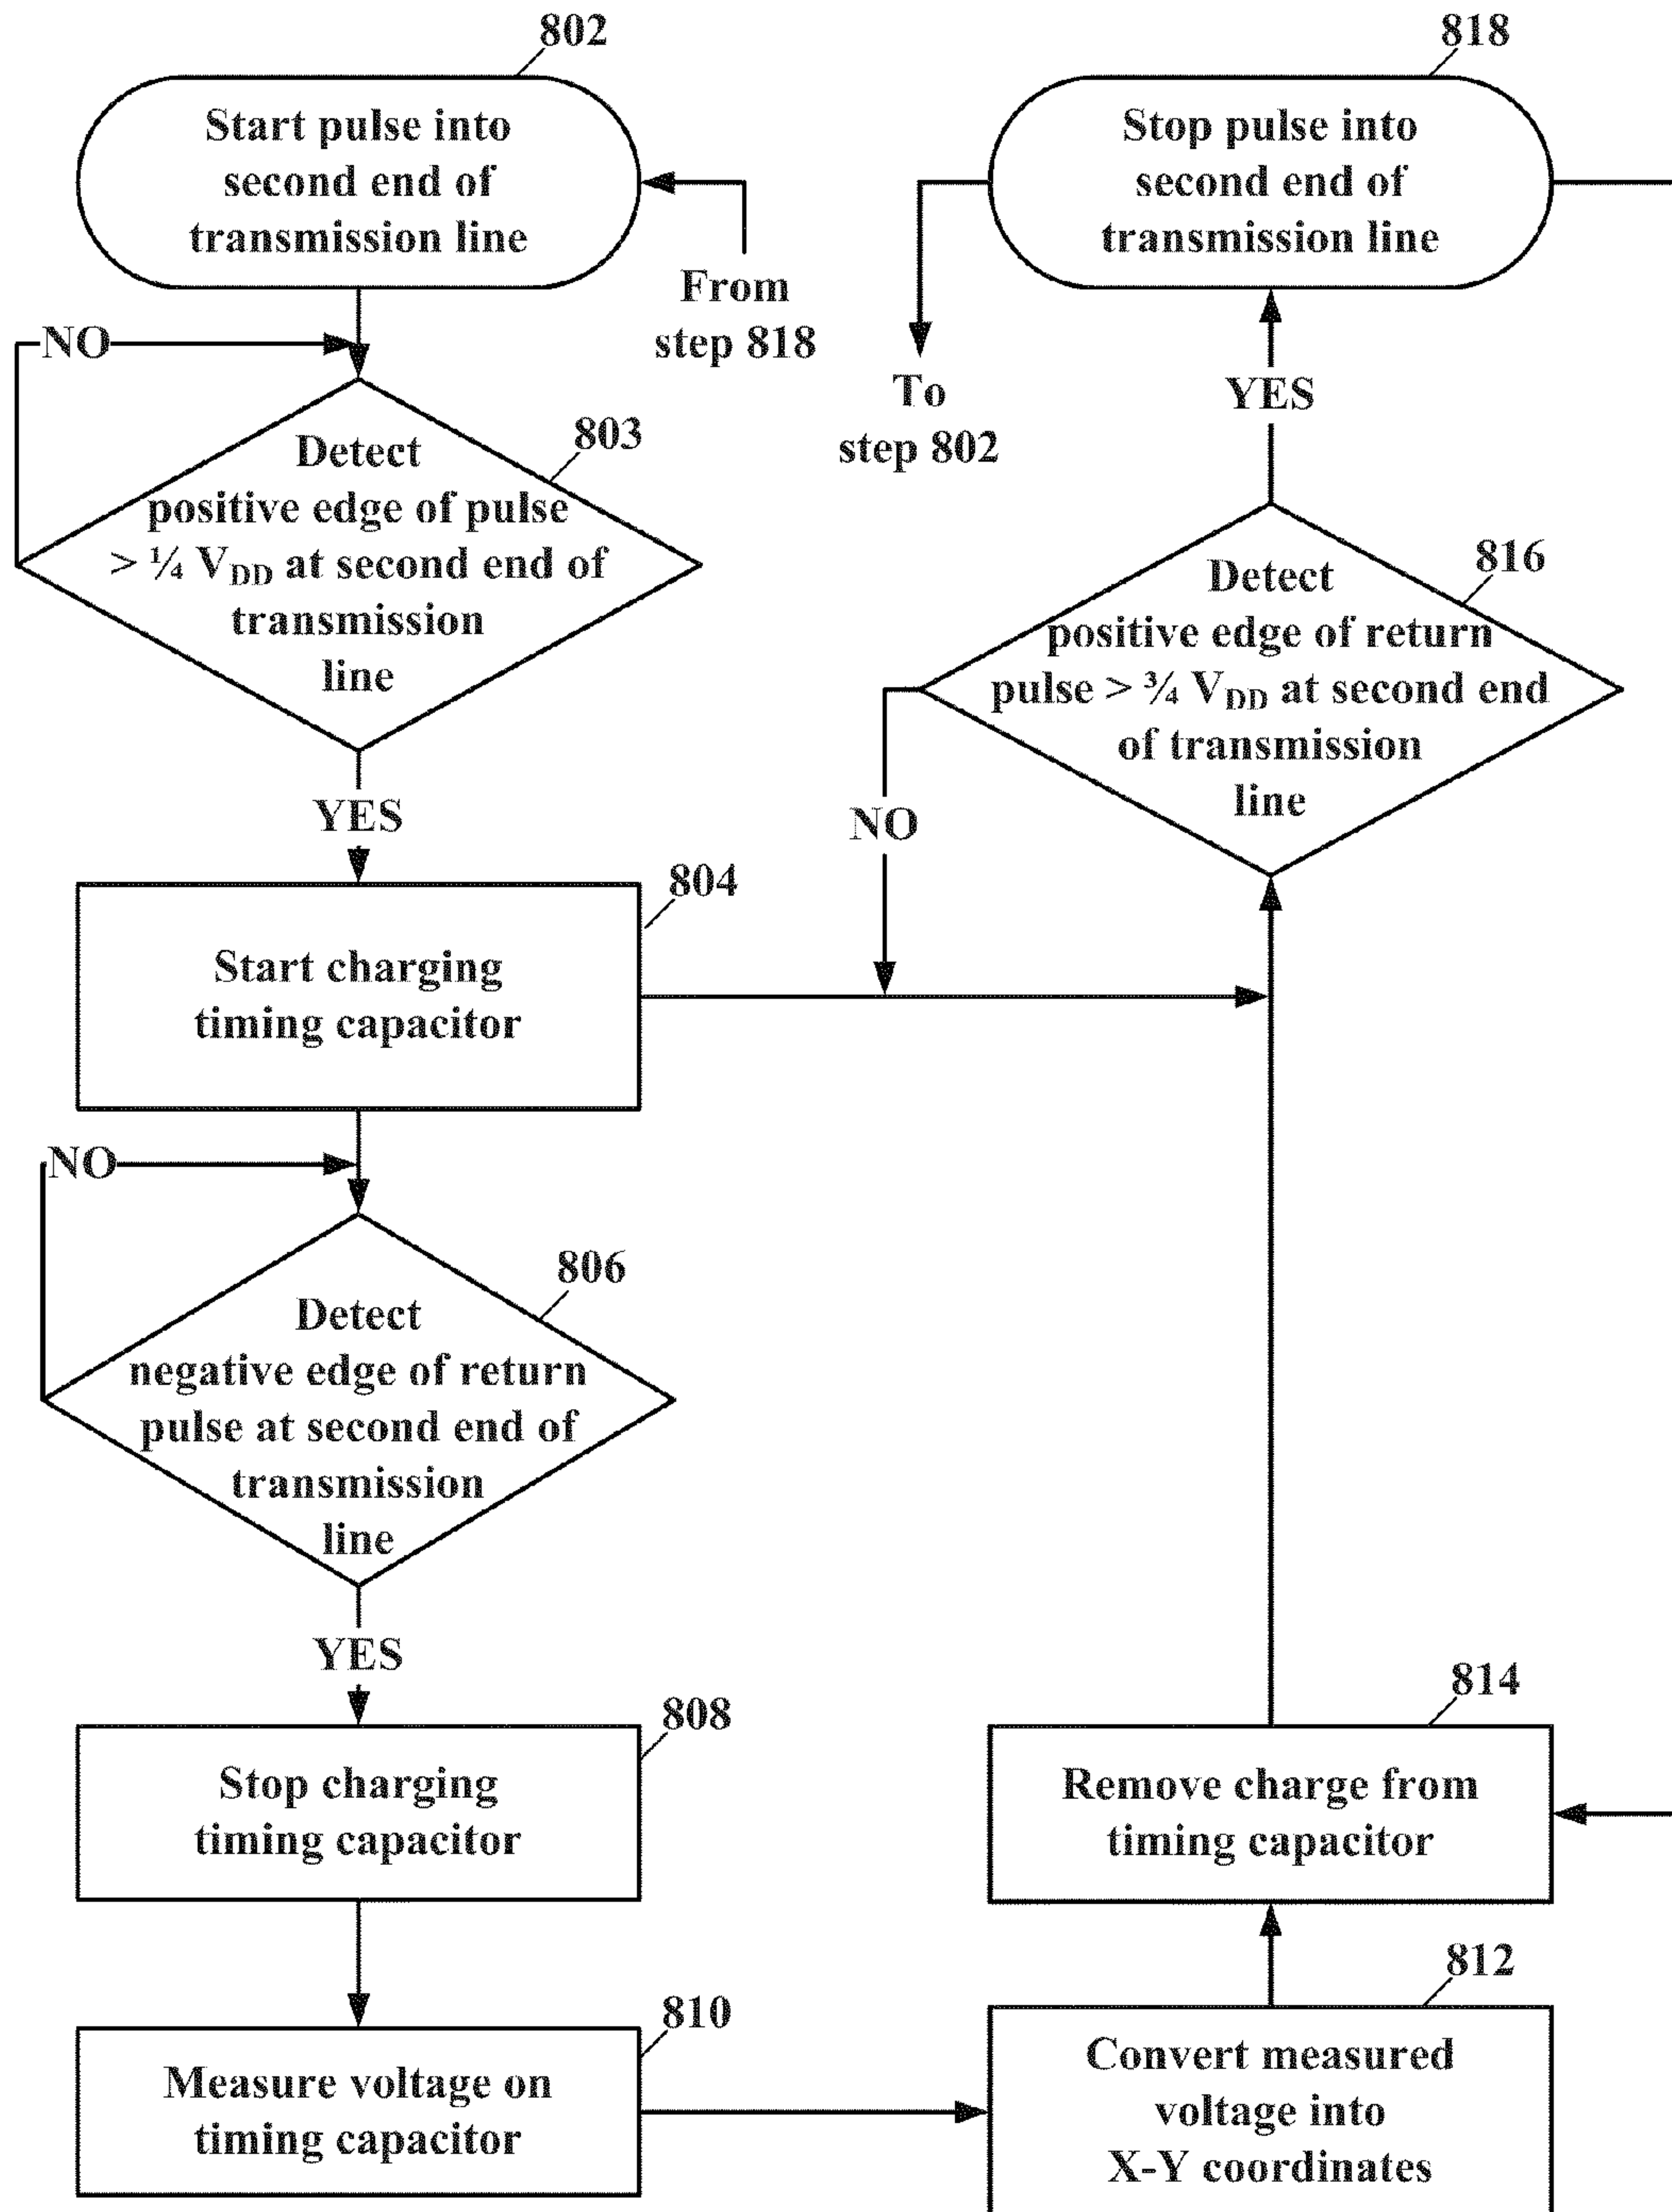 802
Start pulse into
second end of
transmission line
From
step 818
NO
803
Detect
positive edge of pulse
> ¼ VDD at second end of
transmission
line
YES
804
Start charging
timing capacitor
NO
806
Detect
negative edge of return
pulse at second end of
transmission
line
YES
808
Stop charging
timing capacitor
810
Measure voltage on
timing capacitor
812
Convert measured
voltage into
X-Y coordinates
814
Remove charge from
timing capacitor
816
Detect
positive edge of return
pulse > ¾ VDD at second end
of transmission
line
NO
YES
818
Stop pulse into
second end of
transmission line
To
step 802